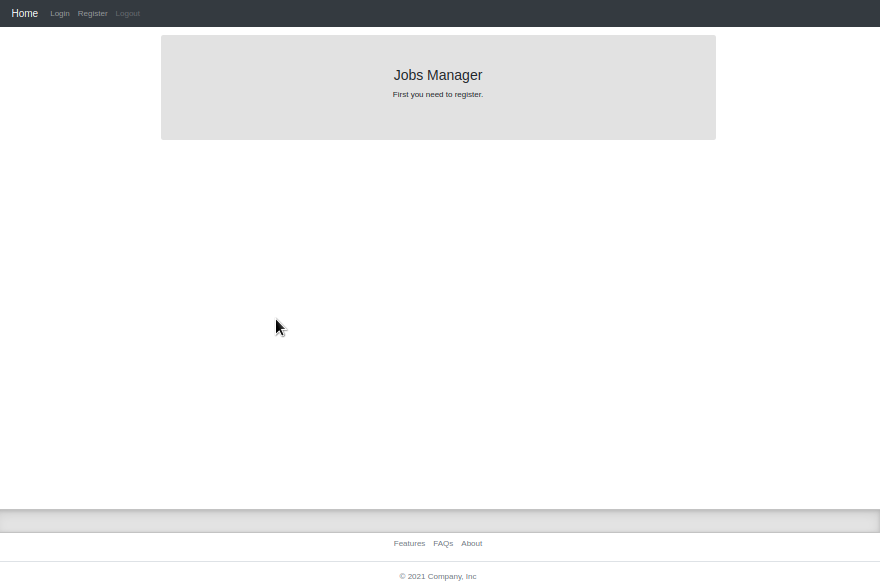 Home Login Register Logout
Jobs Manager
First you need to register.
Features FAQs About
© 2021 Company, Inc